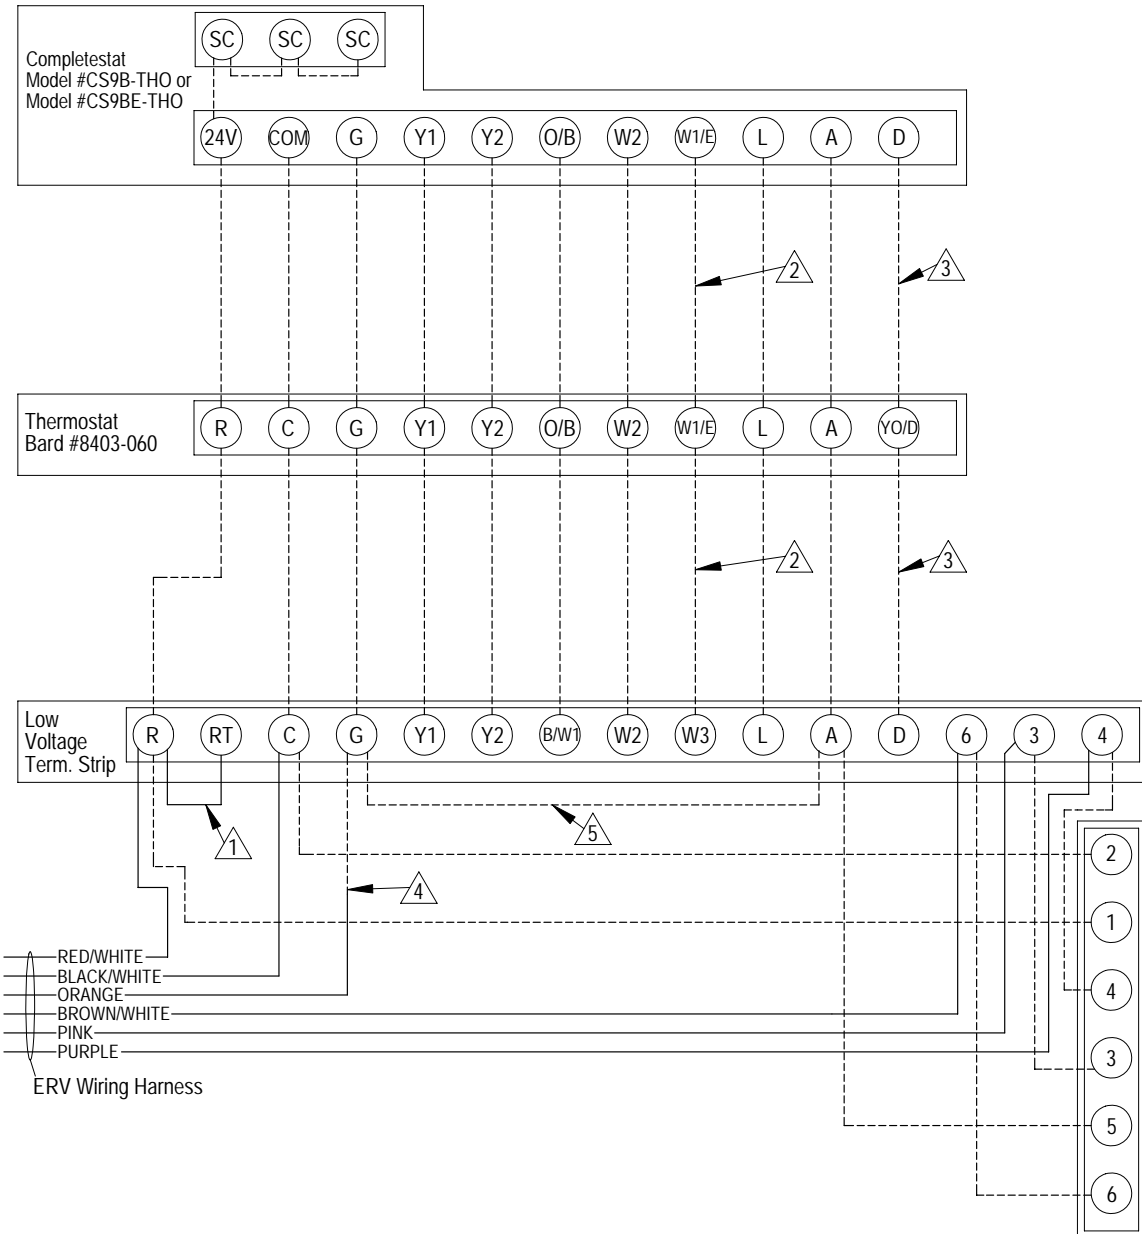 SC SC SC
Completestat
Model #CS9B-THO or
Model #CS9BE-THO
24V COM G Y1 Y2 O/B W2 W1/E L A D
2 3
Thermostat
Bard #8403-060
R C G Y1 Y2 O/B W2 W1/E L A YO/D
2 3
Low
Voltage
Term. Strip
R RT C G Y1 Y2 B/W1 W2 W3 L A D 6 3 4
1 5
2
4
1
RED/WHITE
BLACK/WHITE
ORANGE
4
BROWN/WHITE
PINK
PURPLE
3
ERV Wiring Harness
5
6